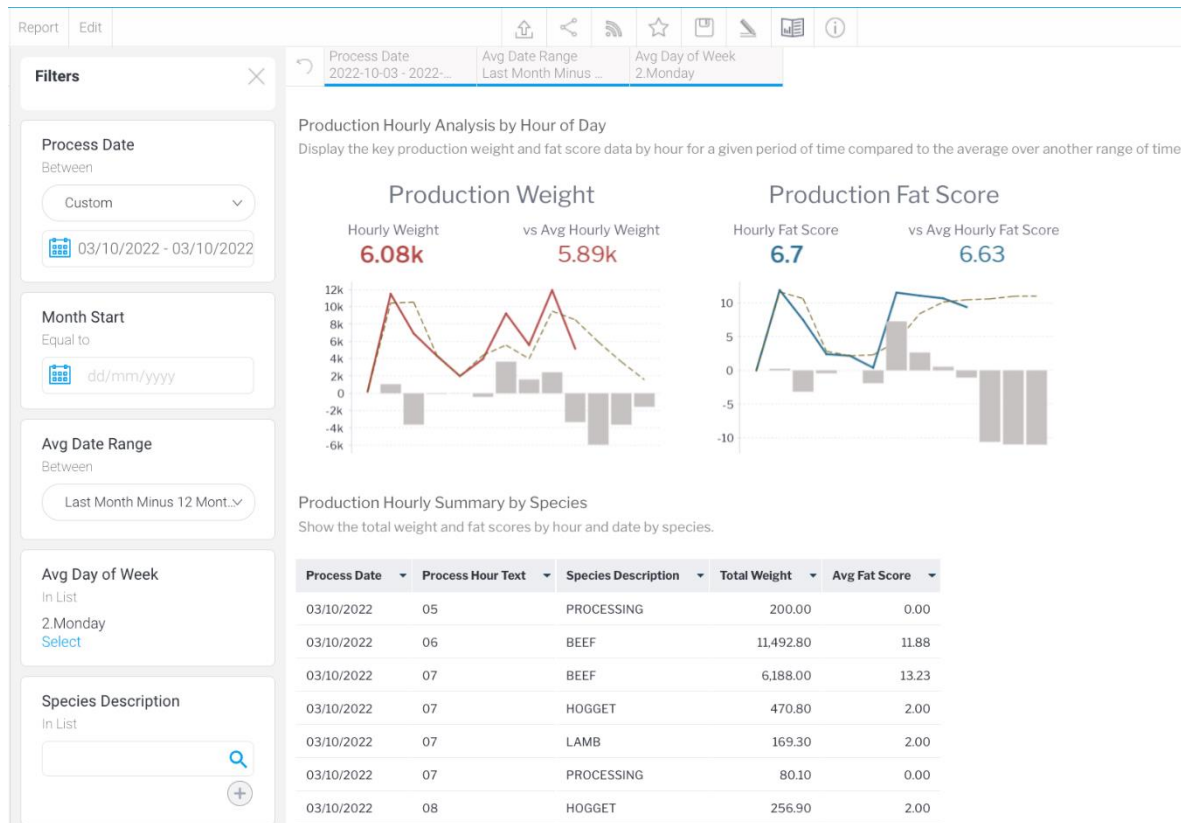 Report Edit
Filters
Process Date
Between
Custom
03/10/2022 - 03/10/2022
Month Start
Equal to
dd/mm/yyyy
Avg Date Range
Between
Last Month Minus 12 Mont...
Avg Day of Week
In List
2.Monday
Select
Species Description
In List
Process Date Avg Date Range Avg Day of Week
2022-10-03 - 2022-... Last Month Minus ... 2.Monday
Production Hourly Analysis by Hour of Day
Display the key production weight and fat score data by hour for a given period of time compared to the average over another range of time
Production Weight
Hourly Weight vs Avg Hourly Weight
6.08k 5.89k
12k
10k
8k
6k
4k
2k
0
-2k
-4k
-6k
Production Fat Score
Hourly Fat Score vs Avg Hourly Fat Score
6.7 6.63
10
5
0
-5
-10
Production Hourly Summary by Species
Show the total weight and fat scores by hour and date by species.
Process Date Process Hour Text Species Description Total Weight Avg Fat Score
03/10/2022 05 PROCESSING 200.00 0.00
03/10/2022 06 BEEF 11,492.80 11.88
03/10/2022 07 BEEF 6,188.00 13.23
03/10/2022 07 HOGGET 470.80 2.00
03/10/2022 07 LAMB 169.30 2.00
03/10/2022 07 PROCESSING 80.10 0.00
03/10/2022 08 HOGGET 256.90 2.00